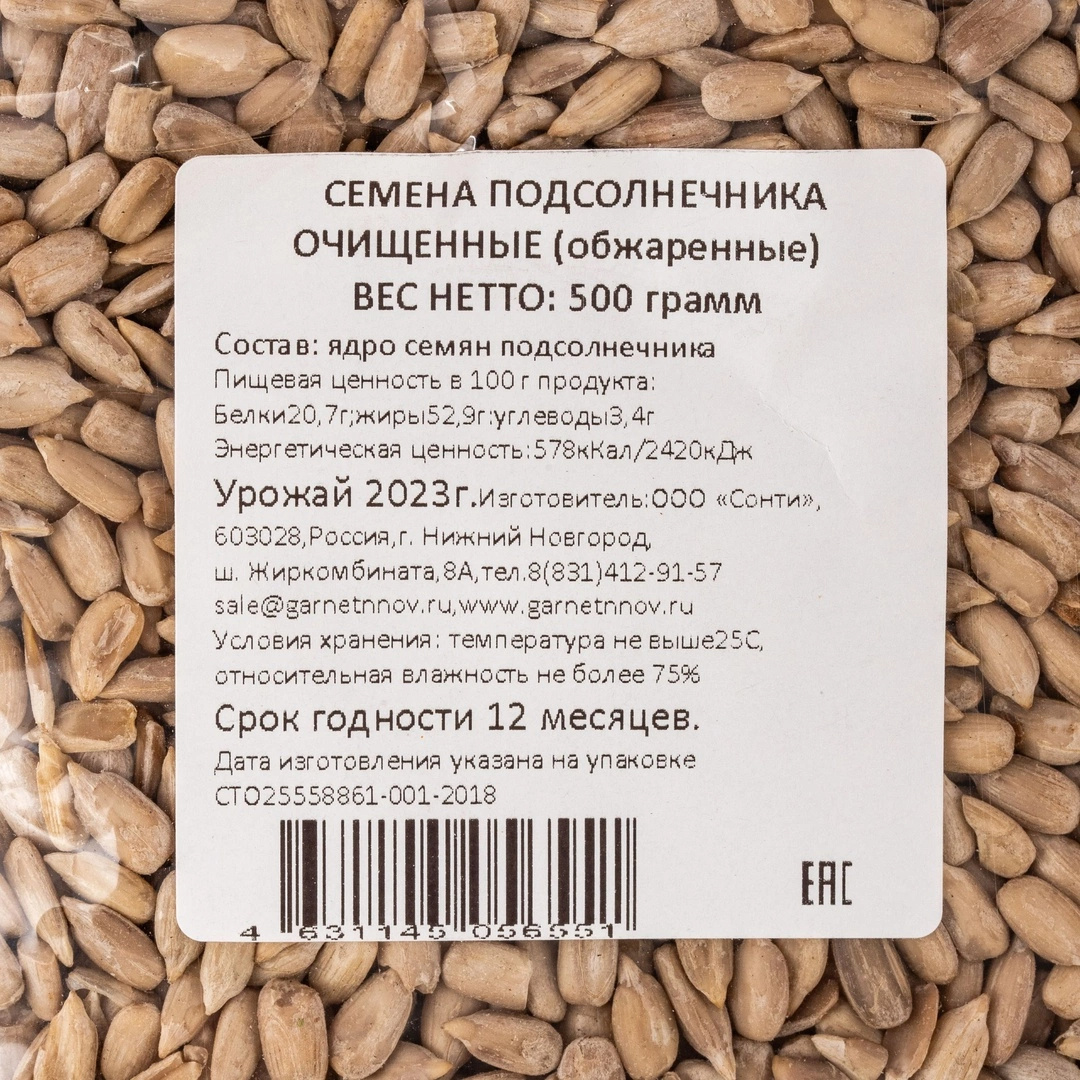 СЕМЕНА ПОДСОЛНЕЧНИКА
ОЧИЩЕННЫЕ (обжаренные)
ВЕС НЕТТО: 500 грамм
Состав: ядро семян подсолнечника
Пищевая ценность в 100 г продукта:
Белки20,7г;жиры52,9г:углеводы3,4г
Энергетическая ценность:578кКал/2420кДж
Урожай 2023г.Изготовитель:ООО «Сонти»,
603028,Россия,г. Нижний Новгород,
ш. Жиркомбината,8А,тел.8(831)412-91-57
sale@garnetnnov.ru,www.garnetnnov.ru
Условия хранения: температура не выше25С,
относительная влажность не более 75%
Срок годности 12 месяцев.
Дата изготовления указана на упаковке
СТО25558861-001-2018
4 631145 056551
ЕАС